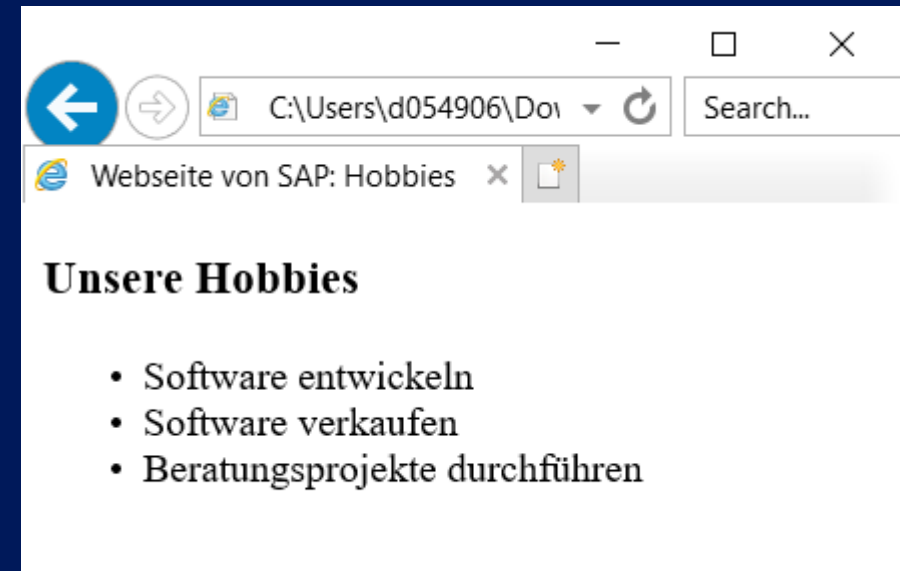 C:\Users\d054906\Dov
Search...
Webseite von SAP: Hobbies
Unsere Hobbies
• Software entwickeln
• Software verkaufen
• Beratungsprojekte durchführen